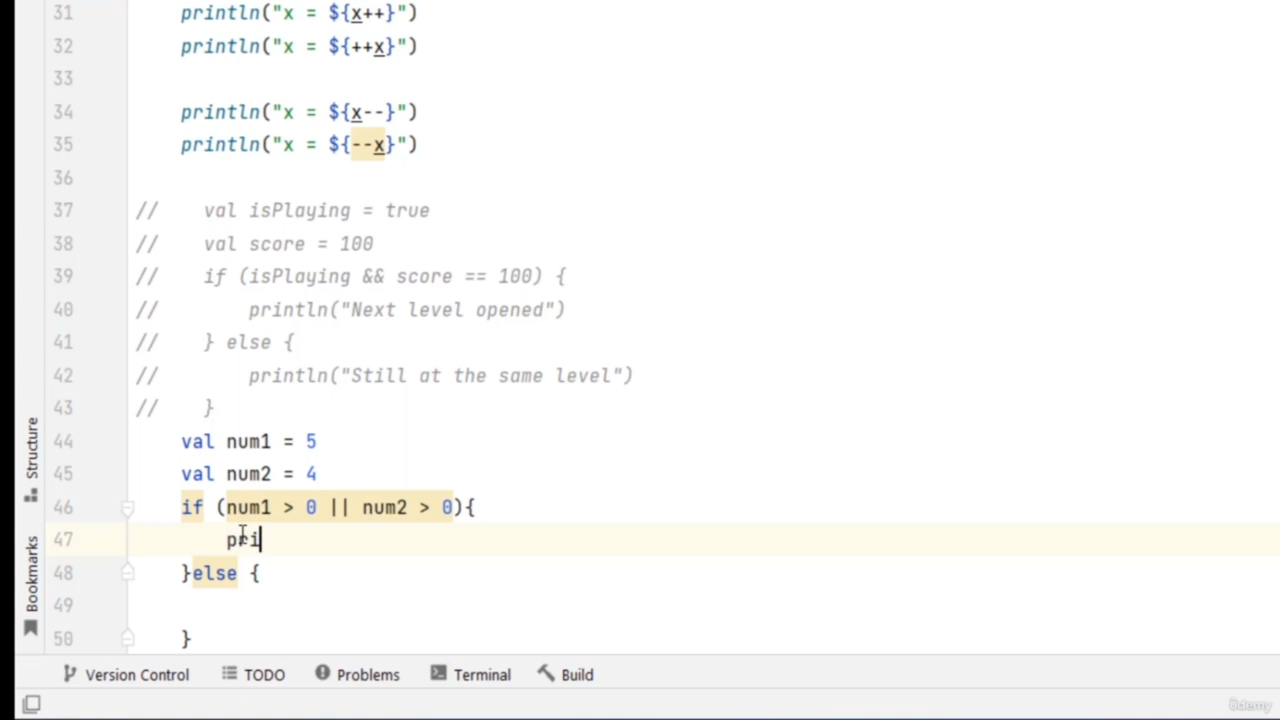 31 println("x = ${x++}")
32 println("x = ${++x}")
33
34 println("x = ${x--}")
35 println("x = ${--x}")
36
37 // val isPlaying = true
38 // val score = 100
39 // if (isPlaying && score == 100) {
40 // println("Next level opened")
41 // } else {
42 // println("Still at the same level")
43 // }
44 val num1 = 5
45 val num2 = 4
46 if (num1 > 0 || num2 > 0){
47 pri
48 }else {
49
50 }
Structure
Bookmarks
Version Control TODO Problems Terminal Build
ûdemy